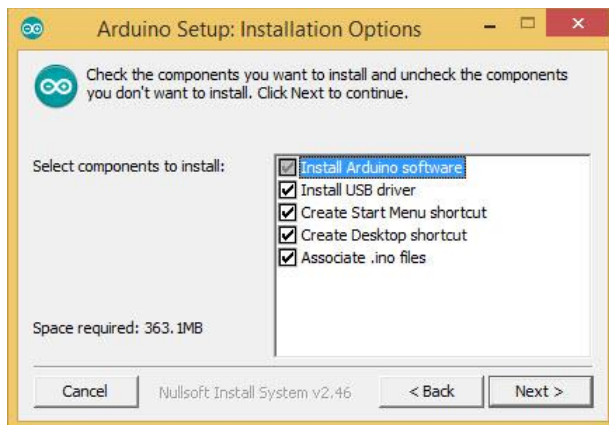 Arduino Setup: Installation Options
Check the components you want to install and uncheck the components
you don't want to install. Click Next to continue.
Select components to install:
Install Arduino software
Install USB driver
Create Start Menu shortcut
Create Desktop shortcut
Associate .ino files
Space required: 363.1MB
Cancel
Nullsoft Install System v2.46
< Back
Next >